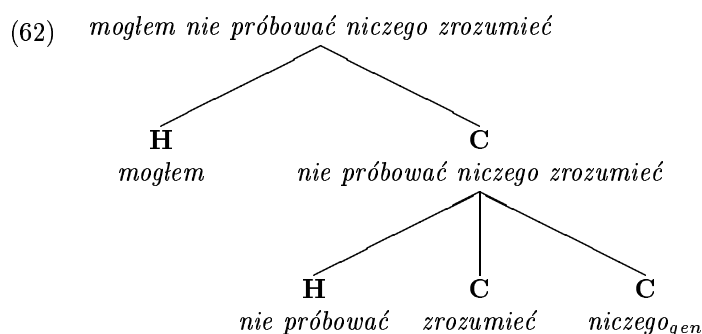 (62) mogłem nie próbować niczego zrozumieć
H C
mogłem nie próbować niczego zrozumieć
H C C
nie próbować zrozumieć niczego_gen